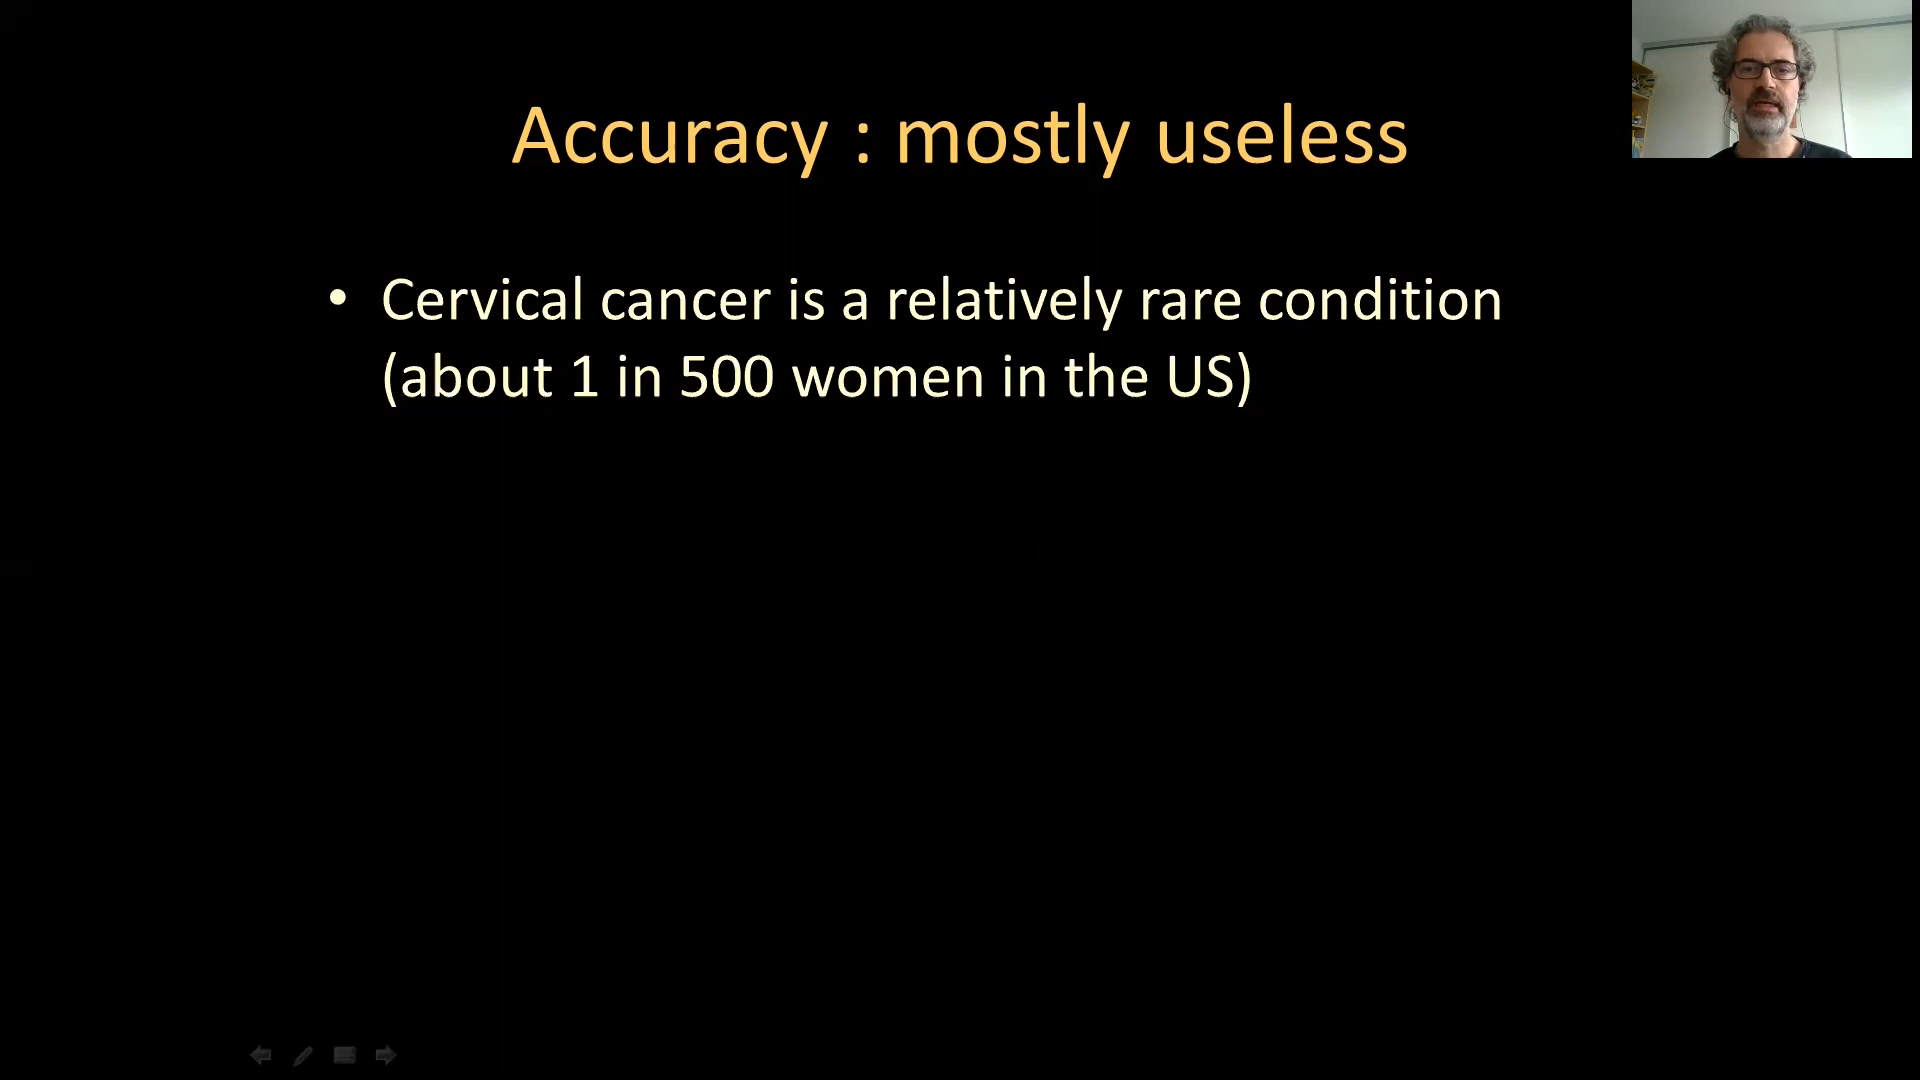 Accuracy : mostly useless
• Cervical cancer is a relatively rare condition
(about 1 in 500 women in the US)